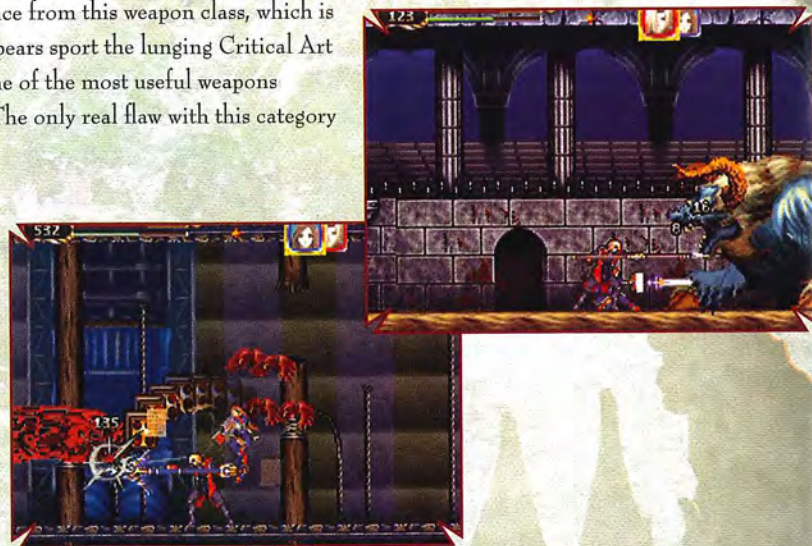 ce from this weapon class, which is
pears sport the lunging Critical Art
ne of the most useful weapons
The only real flaw with this category
123
18
8
532
135